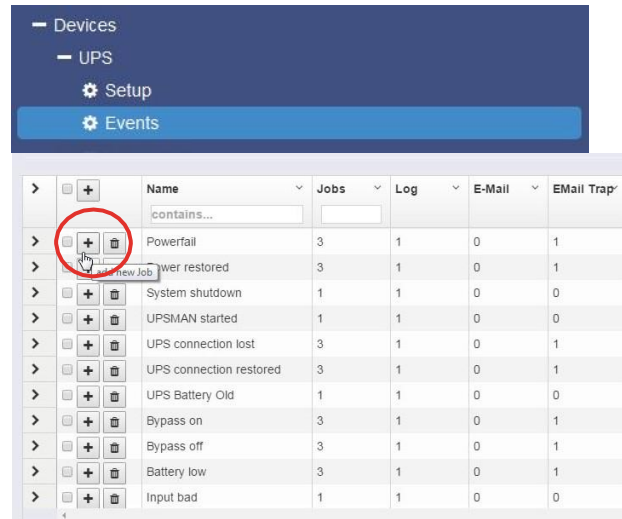 Devices
UPS
Setup
Events
Name Jobs Log E-Mail EMail Trap
contains...
Powerfail 3 1 0 1
Power restored 3 1 0 1
add new Job
System shutdown 1 1 0 0
UPSMAN started 1 1 0 0
UPS connection lost 3 1 0 1
UPS connection restored 3 1 0 1
UPS Battery Old 1 1 0 0
Bypass on 3 1 0 1
Bypass off 3 1 0 1
Battery low 3 1 0 1
Input bad 1 1 0 0